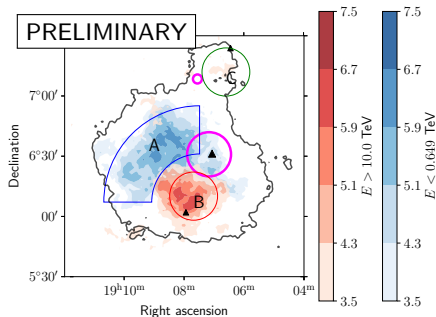 PRELIMINARY
7°00′
6°30′
6°00′
5°30′
Declination
A
B
C
19ʰ10ᵐ 08ᵐ 06ᵐ 04ᵐ
Right ascension
7.5
6.7
5.9
5.1
4.3
3.5
E > 10.0 TeV
7.5
6.7
5.9
5.1
4.3
3.5
E < 0.649 TeV